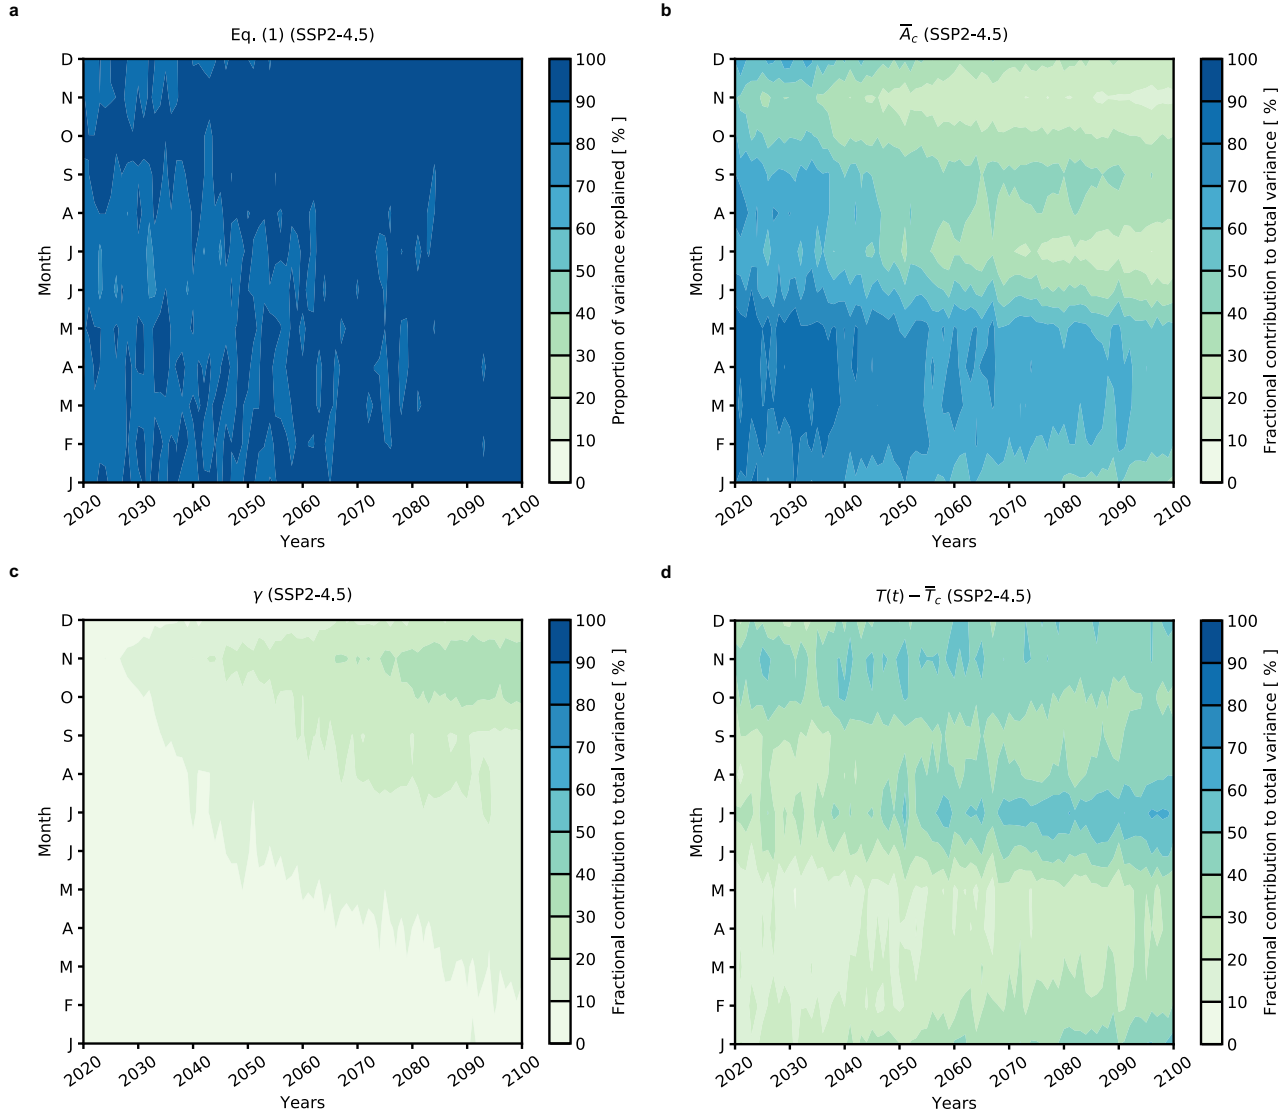 a
Eq. (1) (SSP2-4.5)
D
N
O
S
A
J
J
M
A
M
F
J
Month
2020
2030
2040
2050
2060
2070
2080
2090
2100
Years
100
90
80
70
60
50
40
30
20
10
0
Proportion of variance explained [ % ]
b
A̅c (SSP2-4.5)
D
N
O
S
A
J
J
M
A
M
F
J
Month
2020
2030
2040
2050
2060
2070
2080
2090
2100
Years
100
90
80
70
60
50
40
30
20
10
0
Fractional contribution to total variance [ % ]
c
γ (SSP2-4.5)
D
N
O
S
A
J
J
M
A
M
F
J
Month
2020
2030
2040
2050
2060
2070
2080
2090
2100
Years
100
90
80
70
60
50
40
30
20
10
0
Fractional contribution to total variance [ % ]
d
T(t) − T̅c (SSP2-4.5)
D
N
O
S
A
J
J
M
A
M
F
J
Month
2020
2030
2040
2050
2060
2070
2080
2090
2100
Years
100
90
80
70
60
50
40
30
20
10
0
Fractional contribution to total variance [ % ]